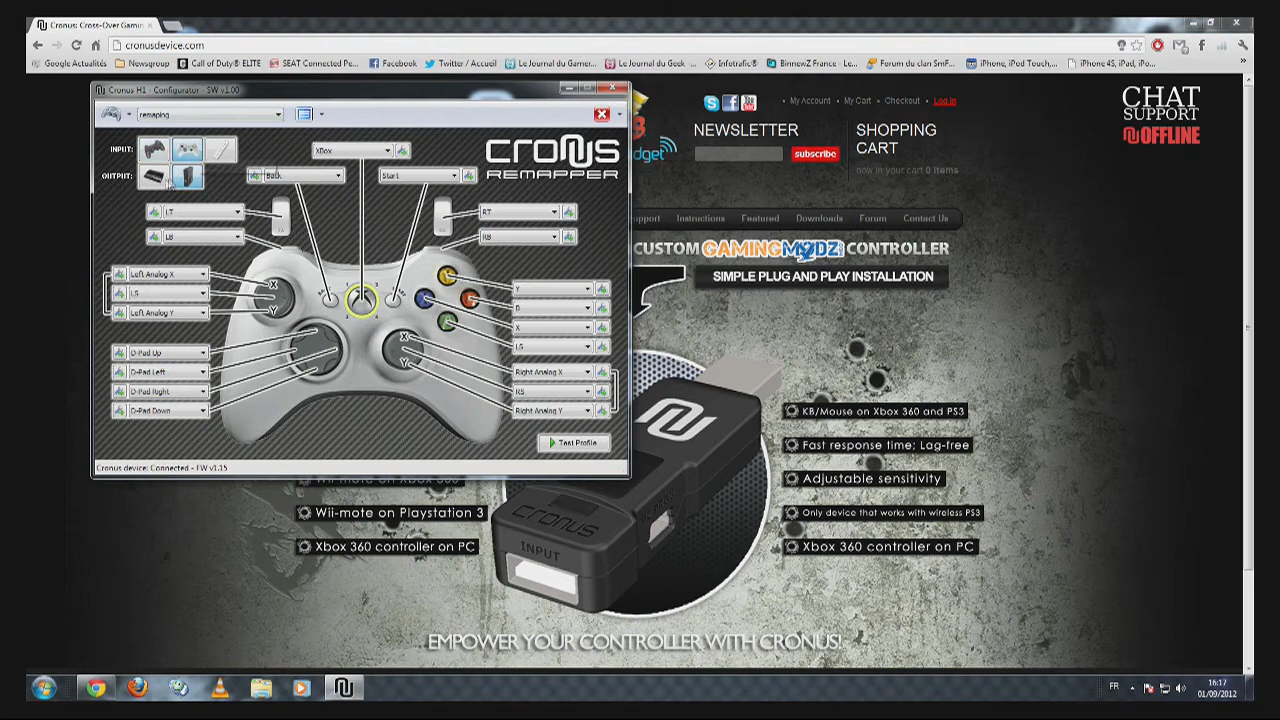 Cronus: Cross-Over Gamin
cronusdevice.com
Google Actualités Newsgroup Call of Duty® ELITE SEAT Connected Pe... Facebook Twitter / Accueil Le Journal du Gamer... Le Journal du Geek -... Infotrafic® BinnewZ France - Le... Forum du clan SmF... iPhone, iPod Touch,... iPhone 4S, iPad, iPo...
Cronus H1 - Configurator - SW v1.00
remaping
INPUT:
OUTPUT:
XBox
CRONUS
REMAPPER
Back
Start
LT
RT
LB
RB
Left Analog X
LS
Left Analog Y
Y
B
X
D-Pad Up
D-Pad Left
D-Pad Right
D-Pad Down
Right Analog X
RS
Right Analog Y
X
Y
X
Y
Test Profile
Cronus device: Connected - FW v1.15
My Account My Cart Checkout Log In
NEWSLETTER
subscribe
SHOPPING
CART
now 0 items
CHAT
SUPPORT
OFFLINE
Instructions Featured Downloads Forum Contact Us
CUSTOM GAMINGMODZ CONTROLLER
SIMPLE PLUG AND PLAY INSTALLATION
KB/Mouse on Xbox 360 and PS3
Fast response time; Lag-free
Adjustable sensitivity
Only device that works with wireless PS3
Xbox 360 controller on PC
Wii-mote on Xbox 360
Wii-mote on Playstation 3
Xbox 360 controller on PC
CRONUS
INPUT
EMPOWER YOUR CONTROLLER WITH CRONUS!
FR
16:17
01/09/2012